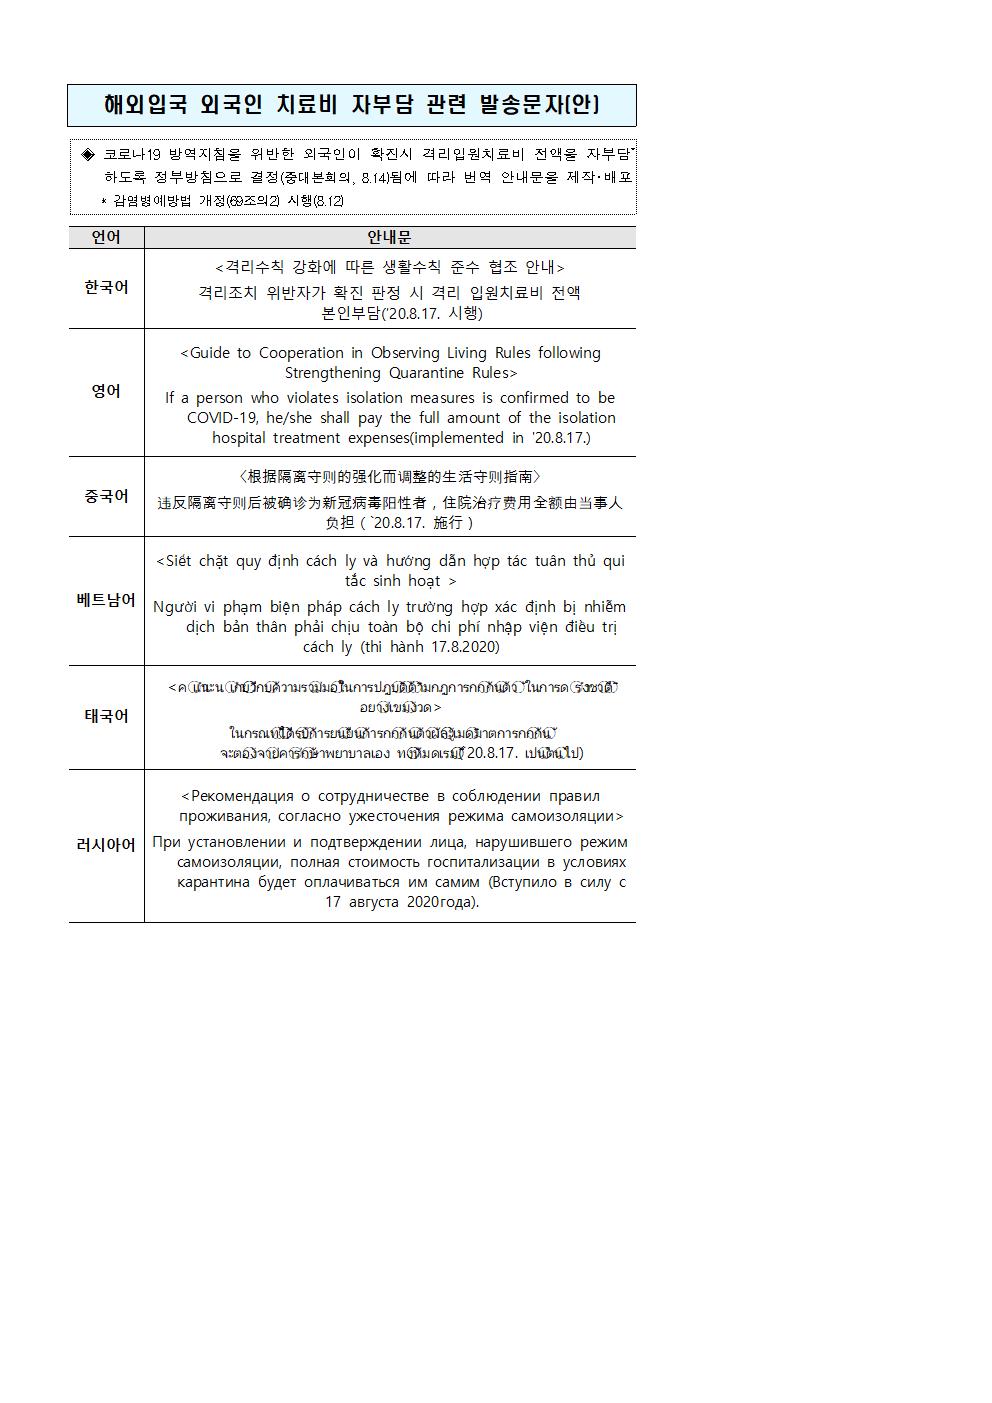 해외입국 외국인 치료비 자부담 관련 발송문자(안)
◈ 코로나19 방역지침을 위반한 외국인이 확진시 격리입원치료비 전액을 자부담*
하도록 정부방침으로 결정(중대본회의, 8.14)됨에 따라 번역 안내문을 제작·배포
* 감염병예방법 개정(69조의2) 시행(8.12)
언어 안내문
한국어
<격리수칙 강화에 따른 생활수칙 준수 협조 안내>
격리조치 위반자가 확진 판정 시 격리 입원치료비 전액
본인부담('20.8.17. 시행)
영어
<Guide to Cooperation in Observing Living Rules following
Strengthening Quarantine Rules>
If a person who violates isolation measures is confirmed to be
COVID-19, he/she shall pay the full amount of the isolation
hospital treatment expenses(implemented in '20.8.17.)
중국어
〈根据隔离守则的强化而调整的生活守则指南〉
违反隔离守则后被确诊为新冠病毒阳性者，住院治疗费用全额由当事人
负担 ( `20.8.17. 施行 )
베트남어
<Siết chặt quy định cách ly và hướng dẫn hợp tác tuân thủ qui
tắc sinh hoạt >
Người vi phạm biện pháp cách ly trường hợp xác định bị nhiễm
dịch bản thân phải chịu toàn bộ chi phí nhập viện điều trị
cách ly (thi hành 17.8.2020)
태국어
20.8.17.
러시아어
<Рекомендация о сотрудничестве в соблюдении правил
проживания, согласно ужесточения режима самоизоляции>
При установлении и подтверждении лица, нарушившего режим
самоизоляции, полная стоимость госпитализации в условиях
карантина будет оплачиваться им самим (Вступило в силу с
17 августа 2020года).